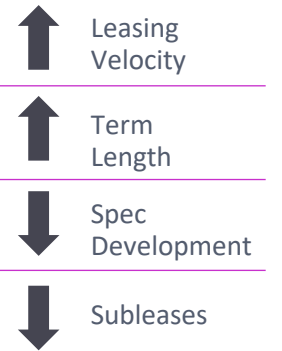 Leasing
Velocity
Term
Length
Spec
Development
Subleases